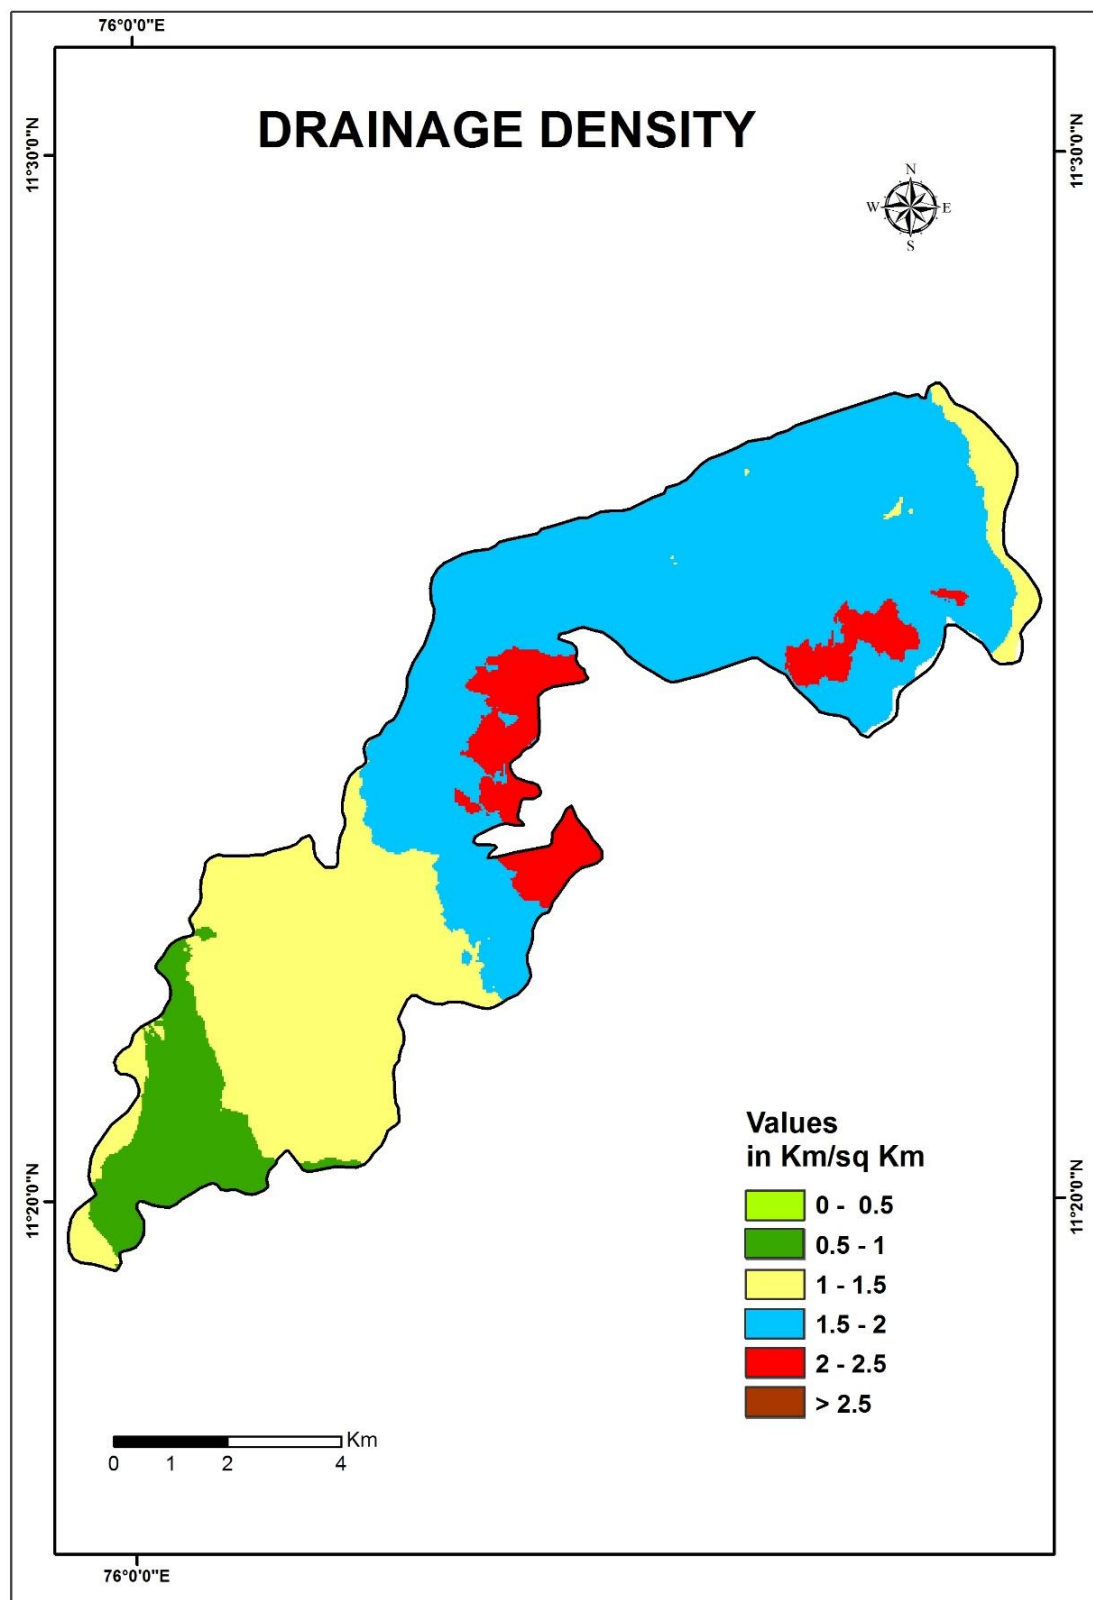 76°0'0"E
11°30'0"N
11°30'0"N
DRAINAGE DENSITY
N
W
E
S
Values
in Km/sq Km
0 - 0.5
0.5 - 1
1 - 1.5
1.5 - 2
2 - 2.5
> 2.5
11°20'0"N
11°20'0"N
Km
0 1 2 4
76°0'0"E